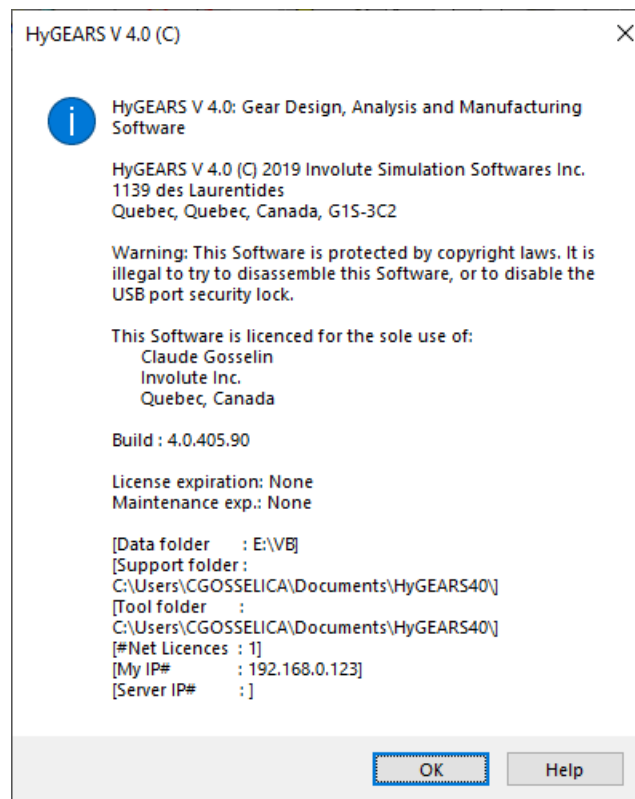 HyGEARS V 4.0 (C)
HyGEARS V 4.0: Gear Design, Analysis and Manufacturing
Software
HyGEARS V 4.0 (C) 2019 Involute Simulation Softwares Inc.
1139 des Laurentides
Quebec, Quebec, Canada, G1S-3C2
Warning: This Software is protected by copyright laws. It is
illegal to try to disassemble this Software, or to disable the
USB port security lock.
This Software is licenced for the sole use of:
Claude Gosselin
Involute Inc.
Quebec, Canada
Build : 4.0.405.90
License expiration: None
Maintenance exp.: None
[Data folder : E:\VB]
[Support folder :
C:\Users\CGOSSELICA\Documents\HyGEARS40\]
[Tool folder :
C:\Users\CGOSSELICA\Documents\HyGEARS40\]
[#Net Licences : 1]
[My IP# : 192.168.0.123]
[Server IP# : ]
OK Help